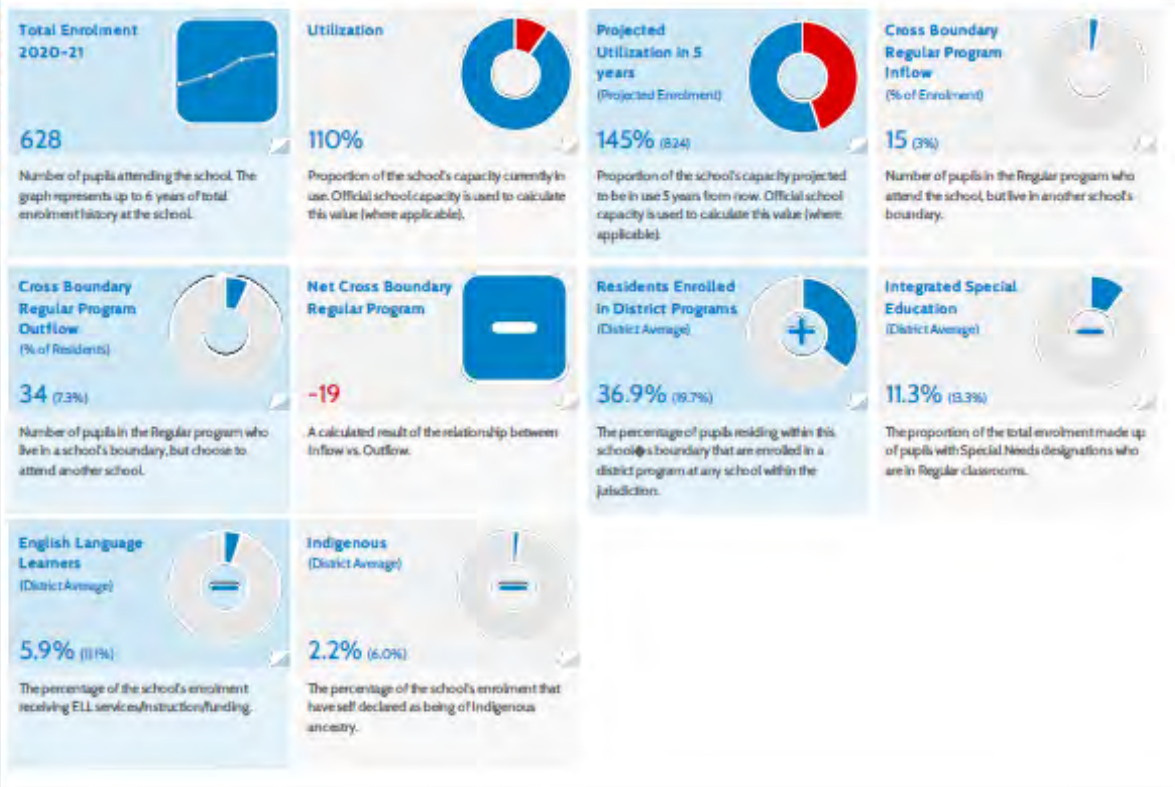 Total Enrolment
2020-21
628
Number of pupils attending the school. The
graph represents up to 6 years of total
enrolment history at the school.
Utilization
110%
Proportion of the school's capacity currently in
use. Official school capacity is used to calculate
this value (where applicable).
Projected
Utilization in 5
years
(Projected Enrolment)
145% (824)
Proportion of the school's capacity projected
to be in use 5 years from now. Official school
capacity is used to calculate this value (where
applicable).
Cross Boundary
Regular Program
Inflow
(% of Enrolment)
15 (3%)
Number of pupils in the Regular program who
attend the school, but live in another school's
boundary.
Cross Boundary
Regular Program
Outflow
(% of Residents)
34 (7.3%)
Number of pupils in the Regular program who
live in a school's boundary, but choose to
attend another school.
Net Cross Boundary
Regular Program
-19
A calculated result of the relationship between
Inflow vs. Outflow.
Residents Enrolled
in District Programs
(District Average)
36.9% (19.7%)
The percentage of pupils residing within this
school�s boundary that are enrolled in a
district program at any school within the
jurisdiction.
Integrated Special
Education
(District Average)
11.3% (13.3%)
The proportion of the total enrolment made up
of pupils with Special Needs designations who
are in Regular classrooms.
English Language
Learners
(District Average)
5.9% (11.1%)
The percentage of the school's enrolment
receiving ELL services/instruction/funding.
Indigenous
(District Average)
2.2% (6.0%)
The percentage of the school's enrolment that
have self declared as being of Indigenous
ancestry.